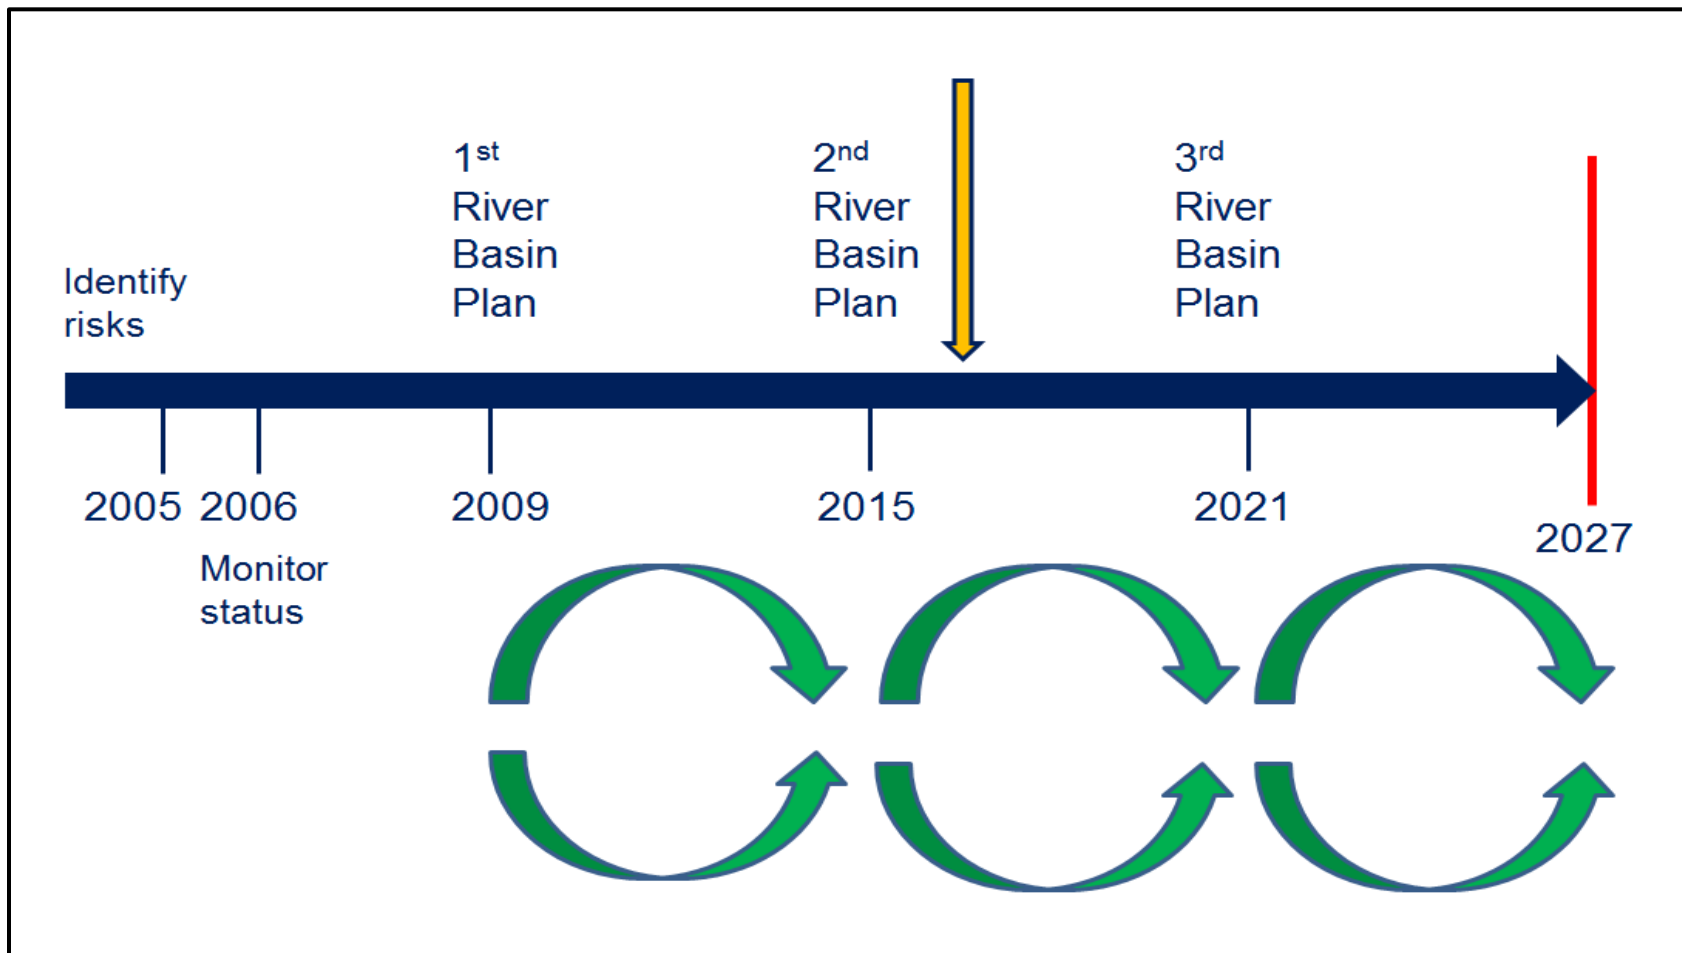 Identify
risks
1st
River
Basin
Plan
2nd
River
Basin
Plan
3rd
River
Basin
Plan
2005
2006
2009
2015
2021
2027
Monitor
status